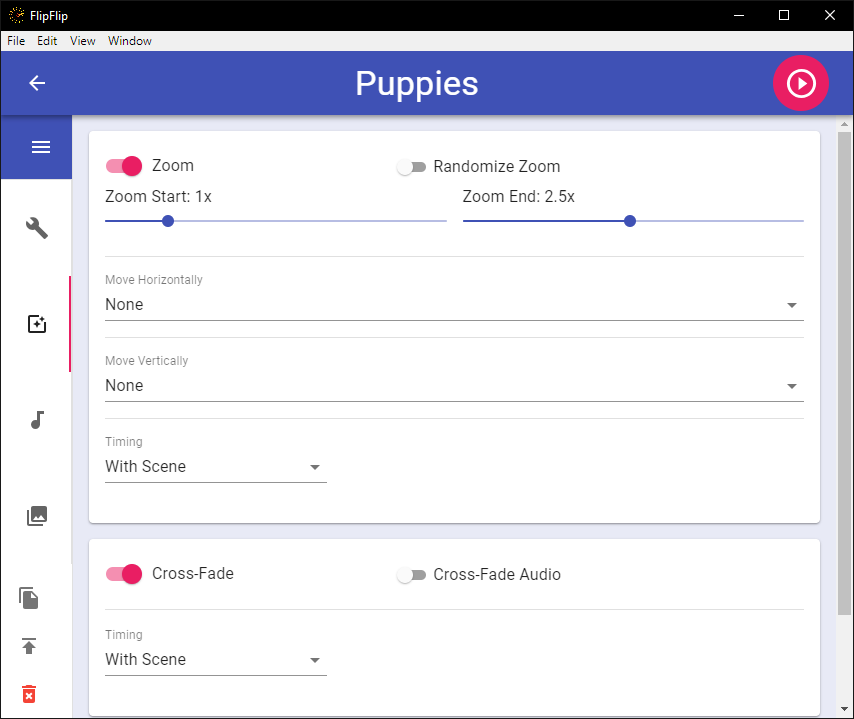 FlipFlip
File Edit View Window
Puppies
Zoom Randomize Zoom
Zoom Start: 1x Zoom End: 2.5x
Move Horizontally
None
Move Vertically
None
Timing
With Scene
Cross-Fade Cross-Fade Audio
Timing
With Scene